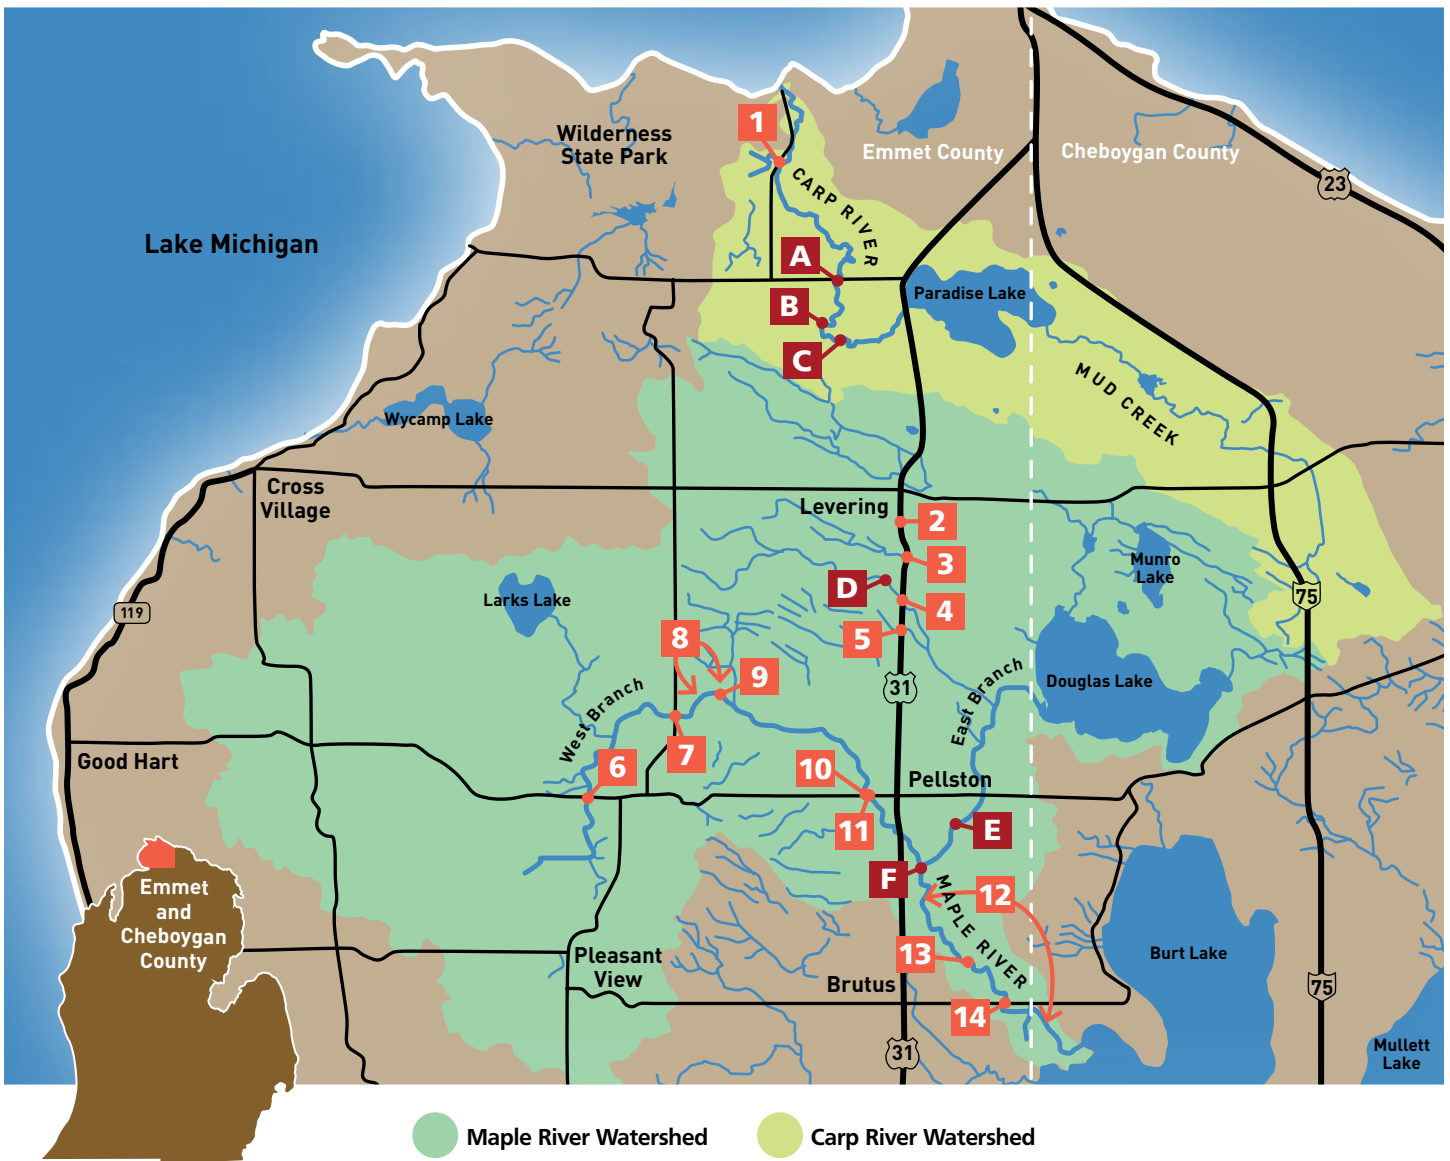 1
Wilderness
State Park
Emmet County
Cheboygan County
23
CARP RIVER
Lake Michigan
A
Paradise Lake
B
C
MUD CREEK
Wycamp Lake
Cross
Village
Levering
2
3
Munro
Lake
D
Larks Lake
4
75
119
5
8
9
31
East Branch
Douglas Lake
West Branch
7
Good Hart
6
10
Pellston
11
E
F
Emmet
and
Cheboygan
County
12
MAPLE RIVER
Pleasant
View
13
Burt Lake
Brutus
75
14
31
Mullett
Lake
Maple River Watershed
Carp River Watershed